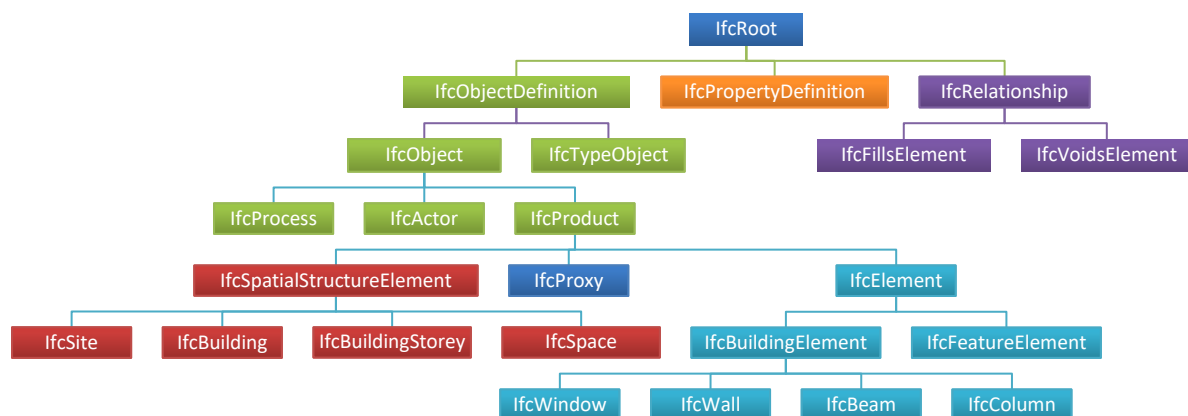 IfcRoot
IfcObjectDefinition
IfcPropertyDefinition
IfcRelationship
IfcObject
IfcTypeObject
IfcFillsElement
IfcVoidsElement
IfcProcess
IfcActor
IfcProduct
IfcSpatialStructureElement
IfcProxy
IfcElement
IfcSite
IfcBuilding
IfcBuildingStorey
IfcSpace
IfcBuildingElement
IfcFeatureElement
IfcWindow
IfcWall
IfcBeam
IfcColumn